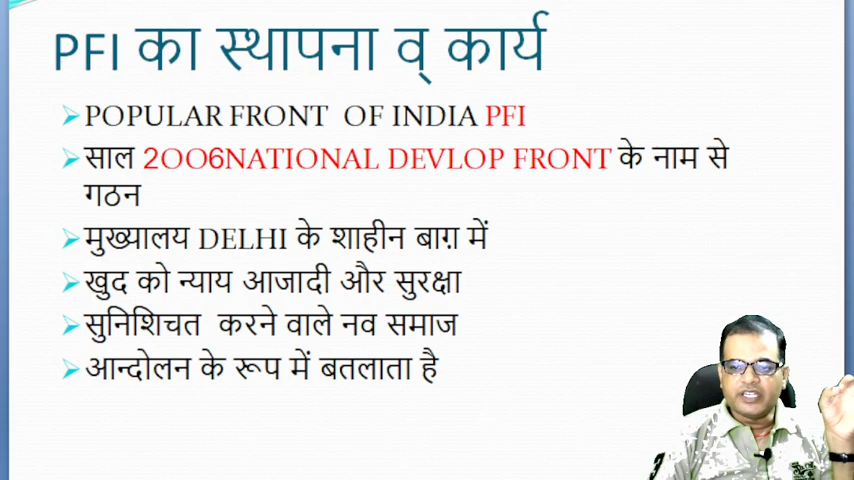 PFI का स्थापना व् कार्य
POPULAR FRONT OF INDIA PFI
साल 2OO6NATIONAL DEVLOP FRONT के नाम से
गठन
मुख्यालय DELHI के शाहीन बाग़ में
खुद को न्याय आजादी और सुरक्षा
सुनिशिचत करने वाले नव समाज
आन्दोलन के रूप में बतलाता है